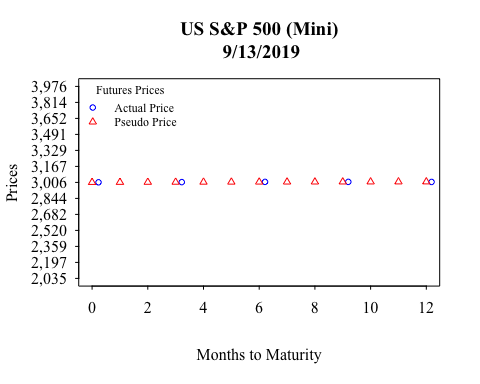 US S&P 500 (Mini)
9/13/2019
Futures Prices
Actual Price
Pseudo Price
Prices
3,976
3,814
3,652
3,491
3,329
3,167
3,006
2,844
2,682
2,520
2,359
2,197
2,035
0 2 4 6 8 10 12
Months to Maturity